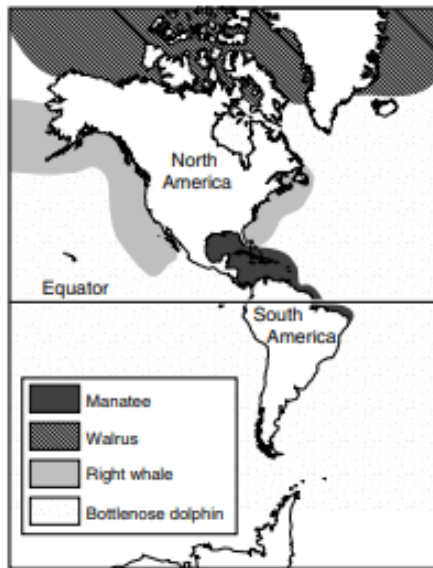 North
America
Equator
South
America
Manatee
Walrus
Right whale
Bottlenose dolphin